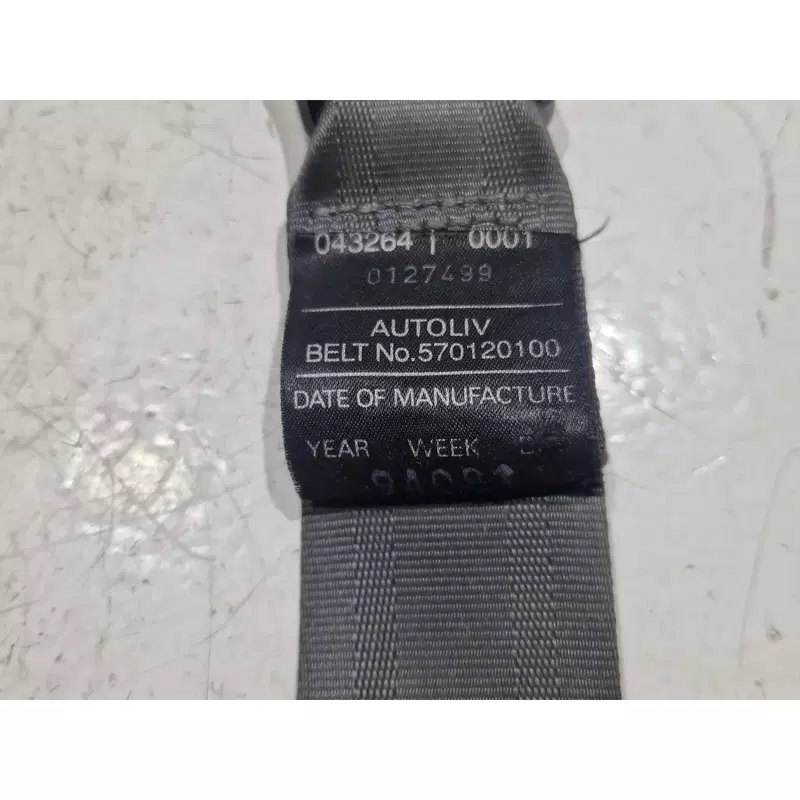 043264 | 0001
0127499
AUTOLIV
BELT No.570120100
DATE OF MANUFACTURE
YEAR WEEK